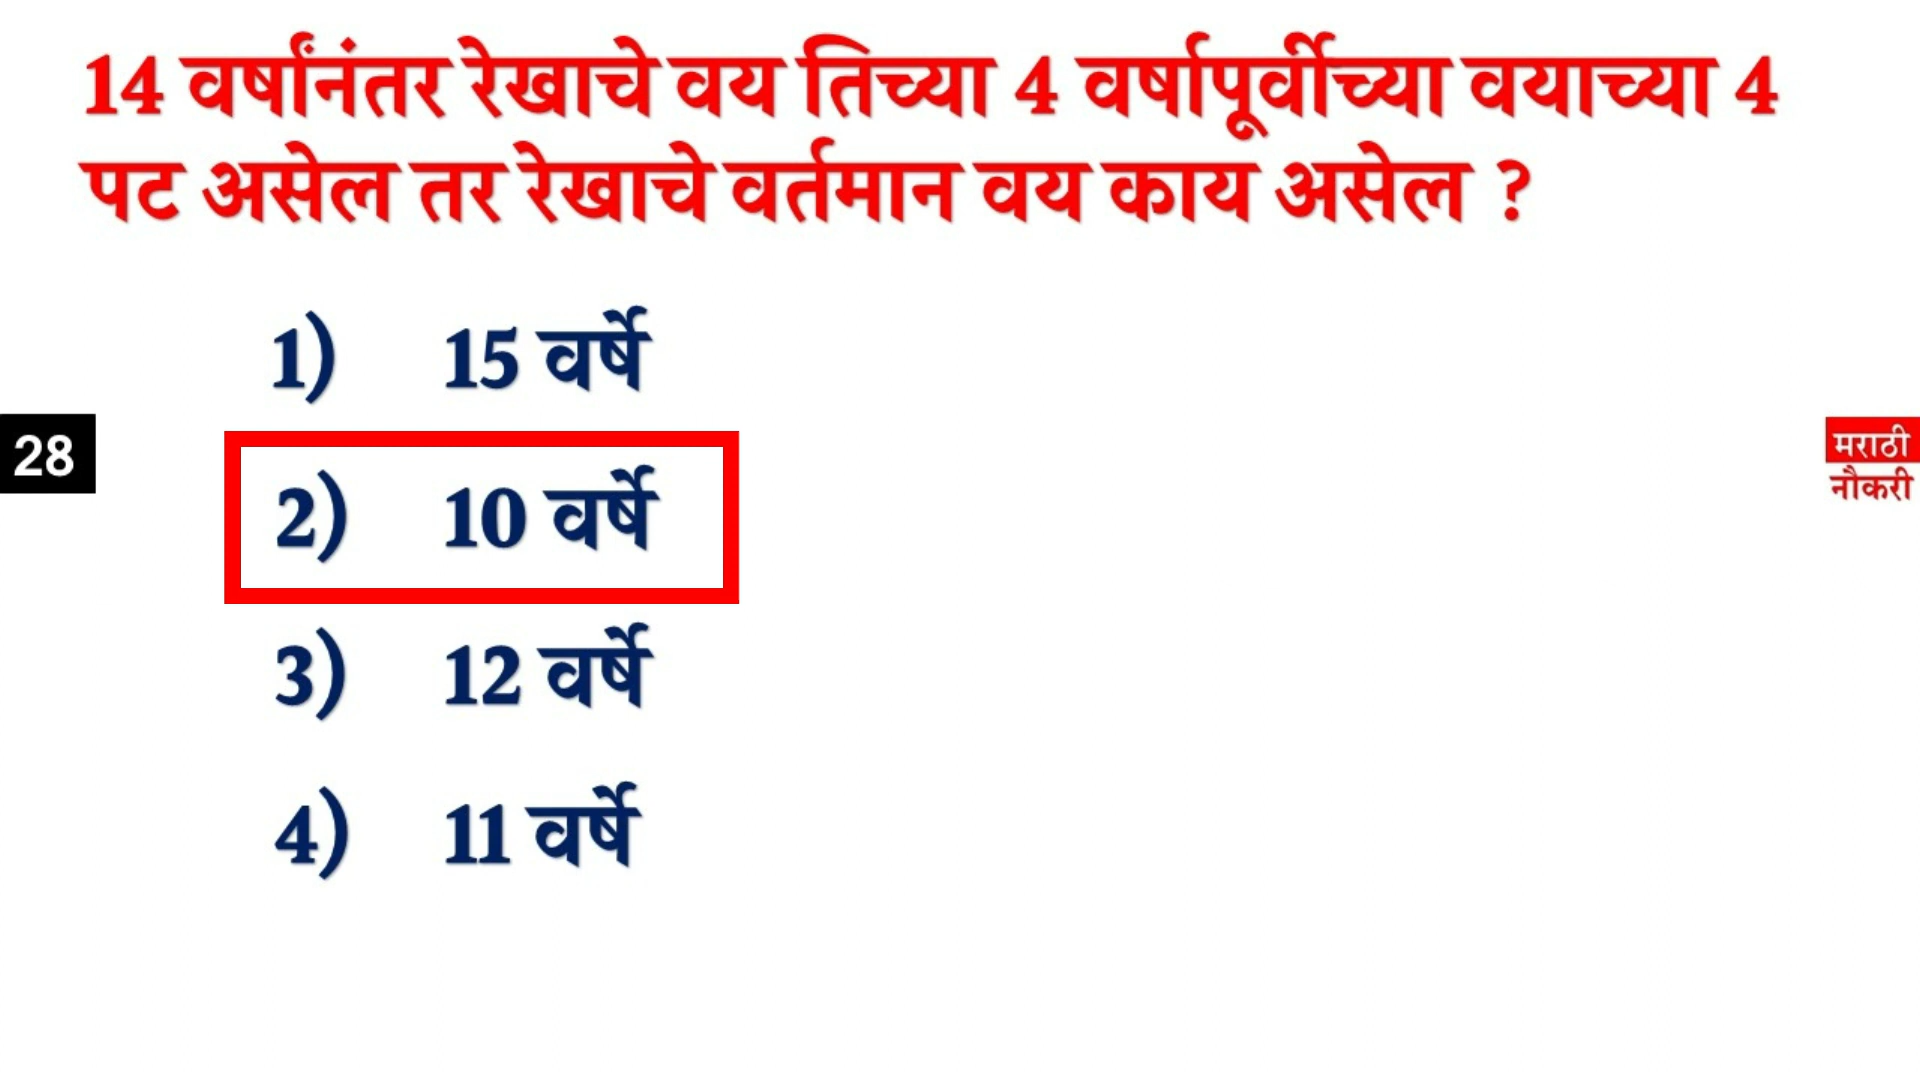 14 वर्षांनंतर रेखाचे वय तिच्या 4 वर्षापूर्वीच्या वयाच्या 4
पट असेल तर रेखाचे वर्तमान वय काय असेल ?
1) 15 वर्षे
28
मराठी
नौकरी
2) 10 वर्षे
3) 12 वर्षे
4) 11 वर्षे